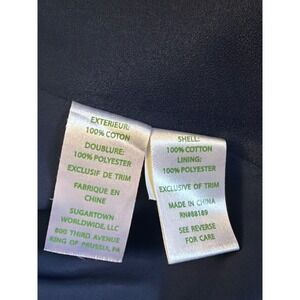 EXTERIEUR:
100% COTON
DOUBLURE:
100% POLYESTER
EXCLUSIF DE TRIM
FABRIQUE EN
CHINE
SUGARTOWN
WORLDWIDE, LLC
800 THIRD AVENUE
KING OF PRUSSIA, PA
SHELL:
100% COTTON
LINING:
100% POLYESTER
EXCLUSIVE OF TRIM
MADE IN CHINA
RN#88189
SEE REVERSE
FOR CARE